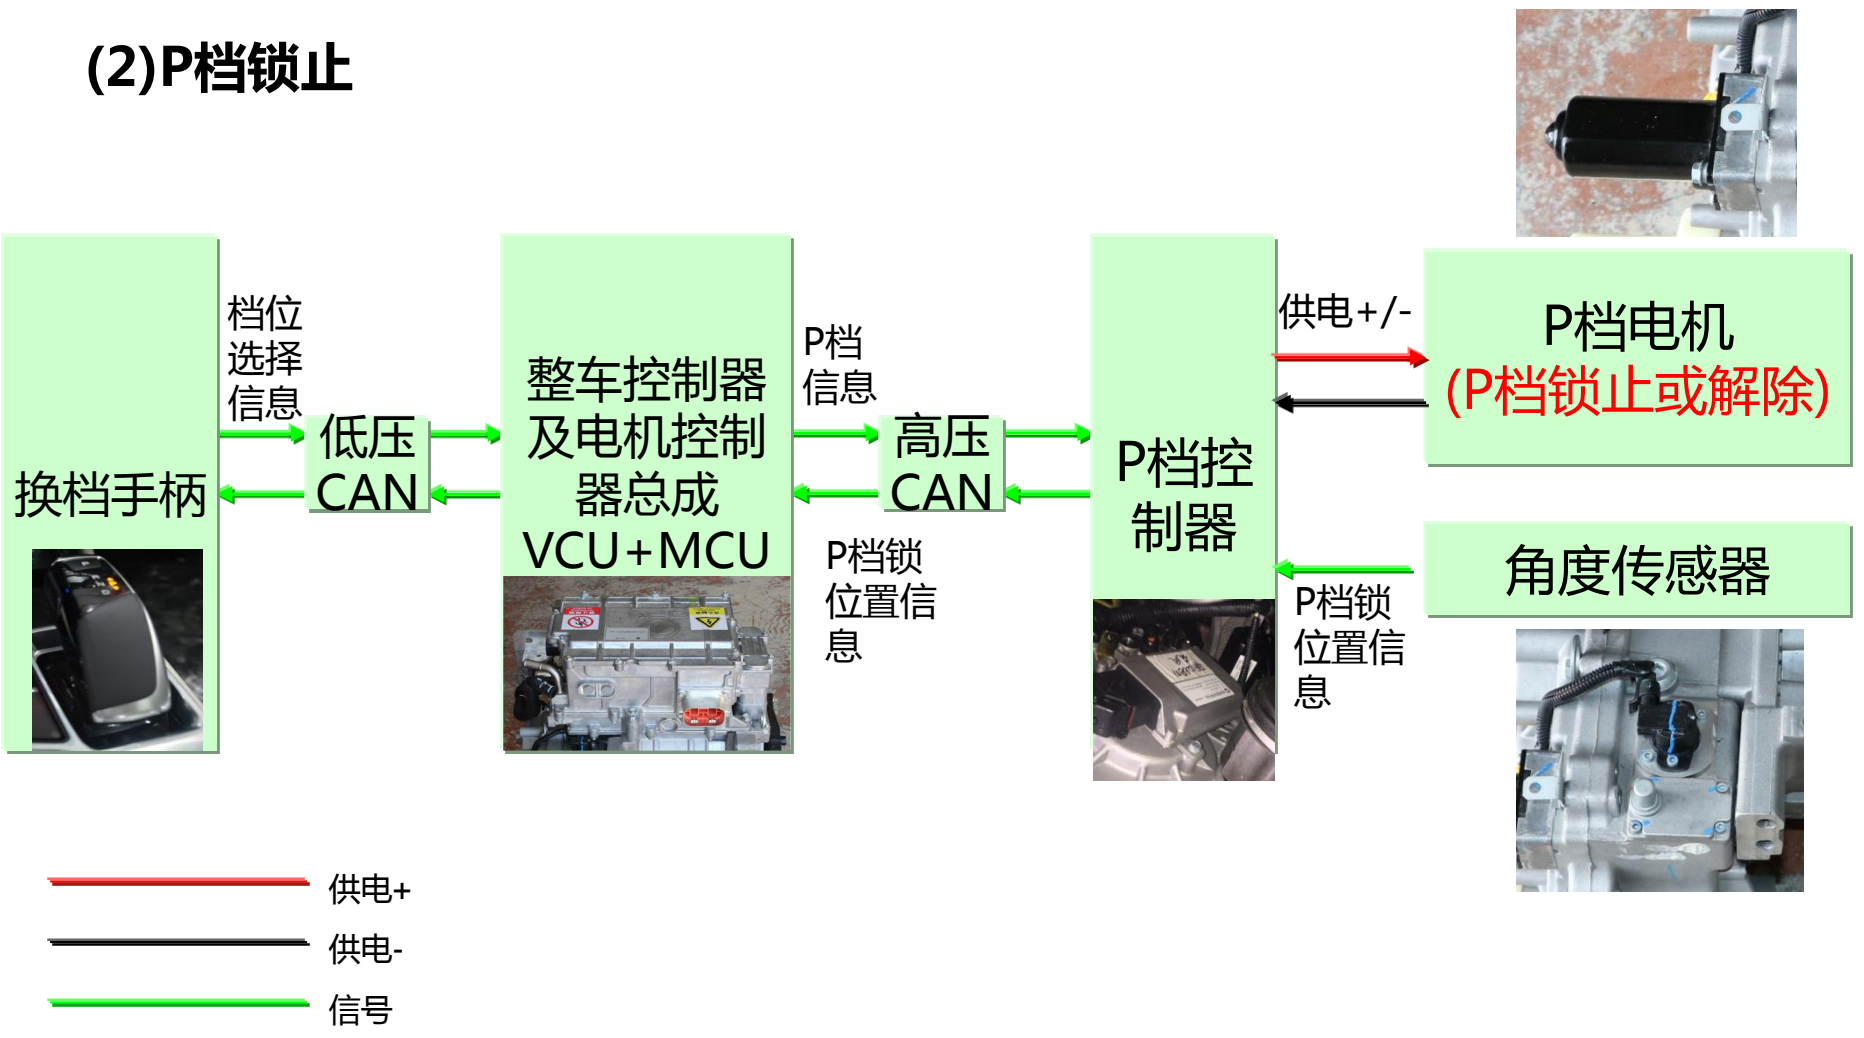 (2)P档锁止
换档手柄
档位
选择
信息
低压
CAN
整车控制器
及电机控制
器总成
VCU+MCU
P档
信息
高压
CAN
P档锁
位置信
息
P档控
制器
供电+/-
P档电机
(P档锁止或解除)
角度传感器
P档锁
位置信
息
供电+
供电-
信号